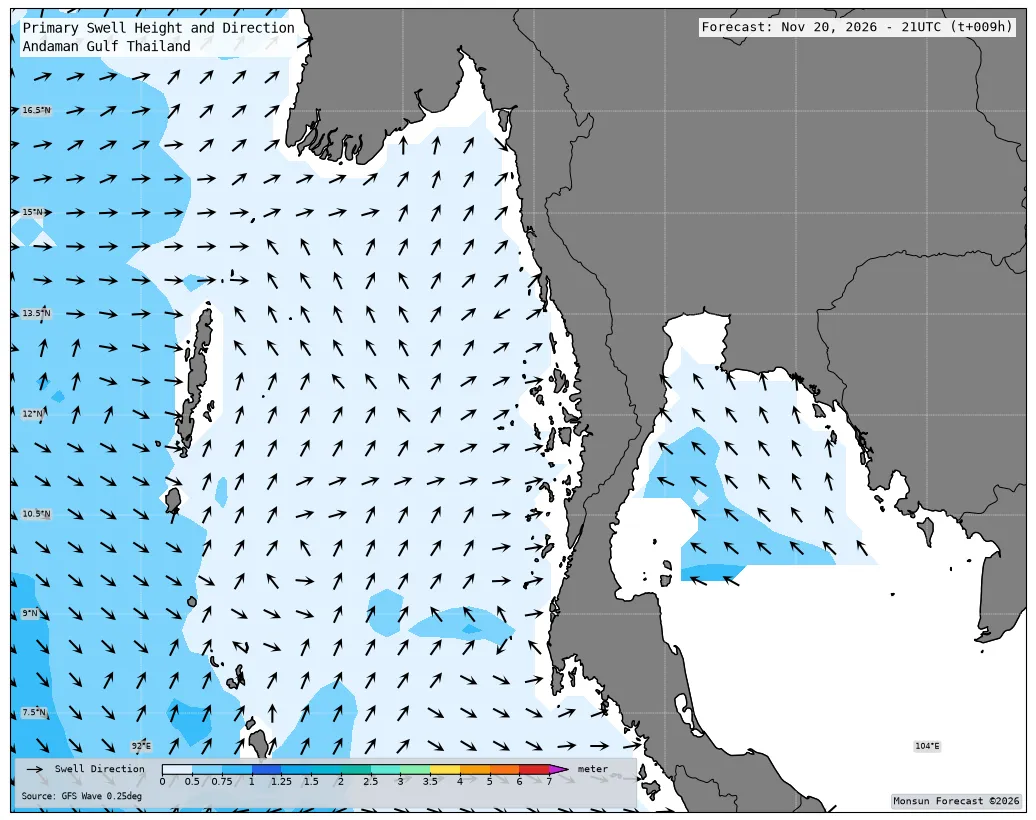 Primary Swell Height and Direction
Andaman Gulf Thailand
Forecast: Nov 20, 2026 - 21UTC (t+009h)
16.5°N
15°N
13.5°N
12°N
10.5°N
9°N
7.5°N
92°E
104°E
Swell Direction
meter
0 0.5 0.75 1 1.25 1.5 2 2.5 3 3.5 4 5 6 7
Source: GFS Wave 0.25deg
Monsun Forecast ©2026